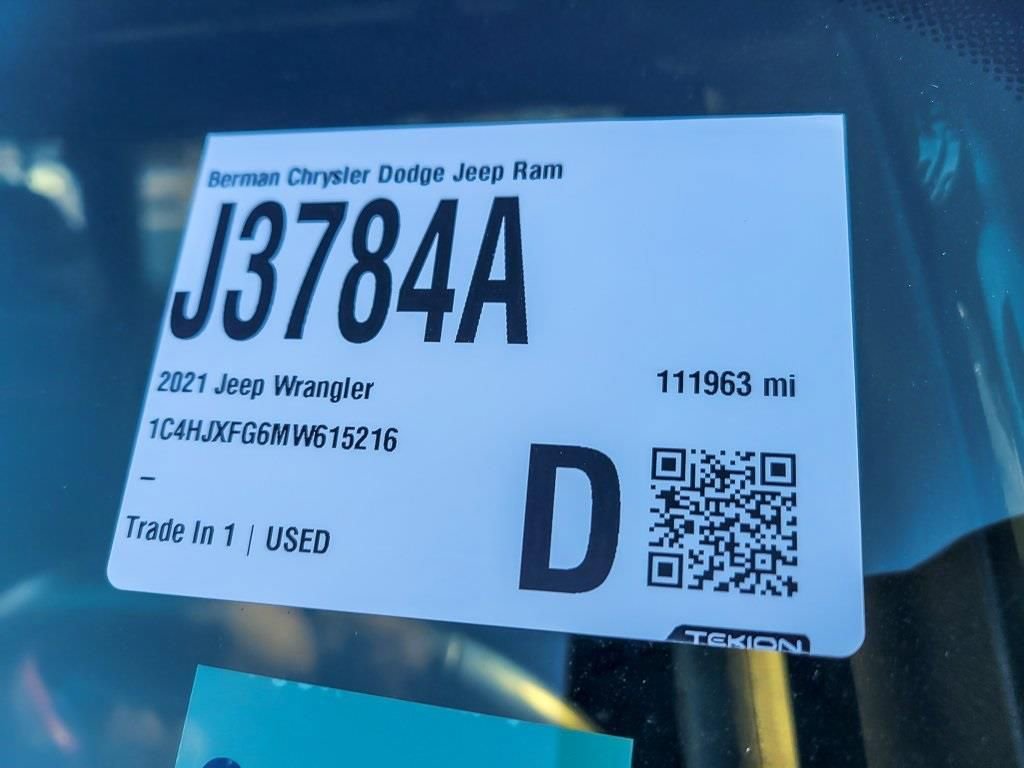 Berman Chrysler Dodge Jeep Ram
J3784A
2021 Jeep Wrangler
111963 mi
1C4HJXFG6MW615216
–
D
Trade In 1 | USED
TEKION